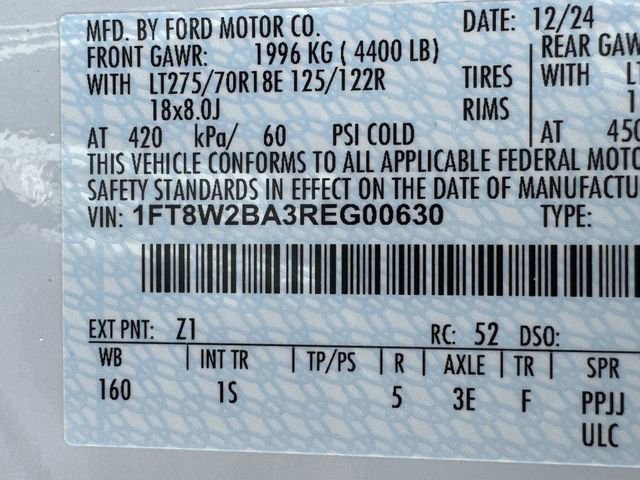 MFD. BY FORD MOTOR CO. DATE: 12/24
FRONT GAWR: 1996 KG ( 4400 LB) REAR GAW
WITH LT275/70R18E 125/122R TIRES WITH LT
18x8.0J RIMS 1
AT 420 kPa/ 60 PSI COLD AT 450
THIS VEHICLE CONFORMS TO ALL APPLICABLE FEDERAL MOTO
SAFETY STANDARDS IN EFFECT ON THE DATE OF MANUFACTU
VIN: 1FT8W2BA3REG00630 TYPE:
EXT PNT: Z1 RC: 52 DSO:
WB | INT TR | TP/PS | R | AXLE | TR | SPR
160 1S 5 3E F PPJJ
ULC